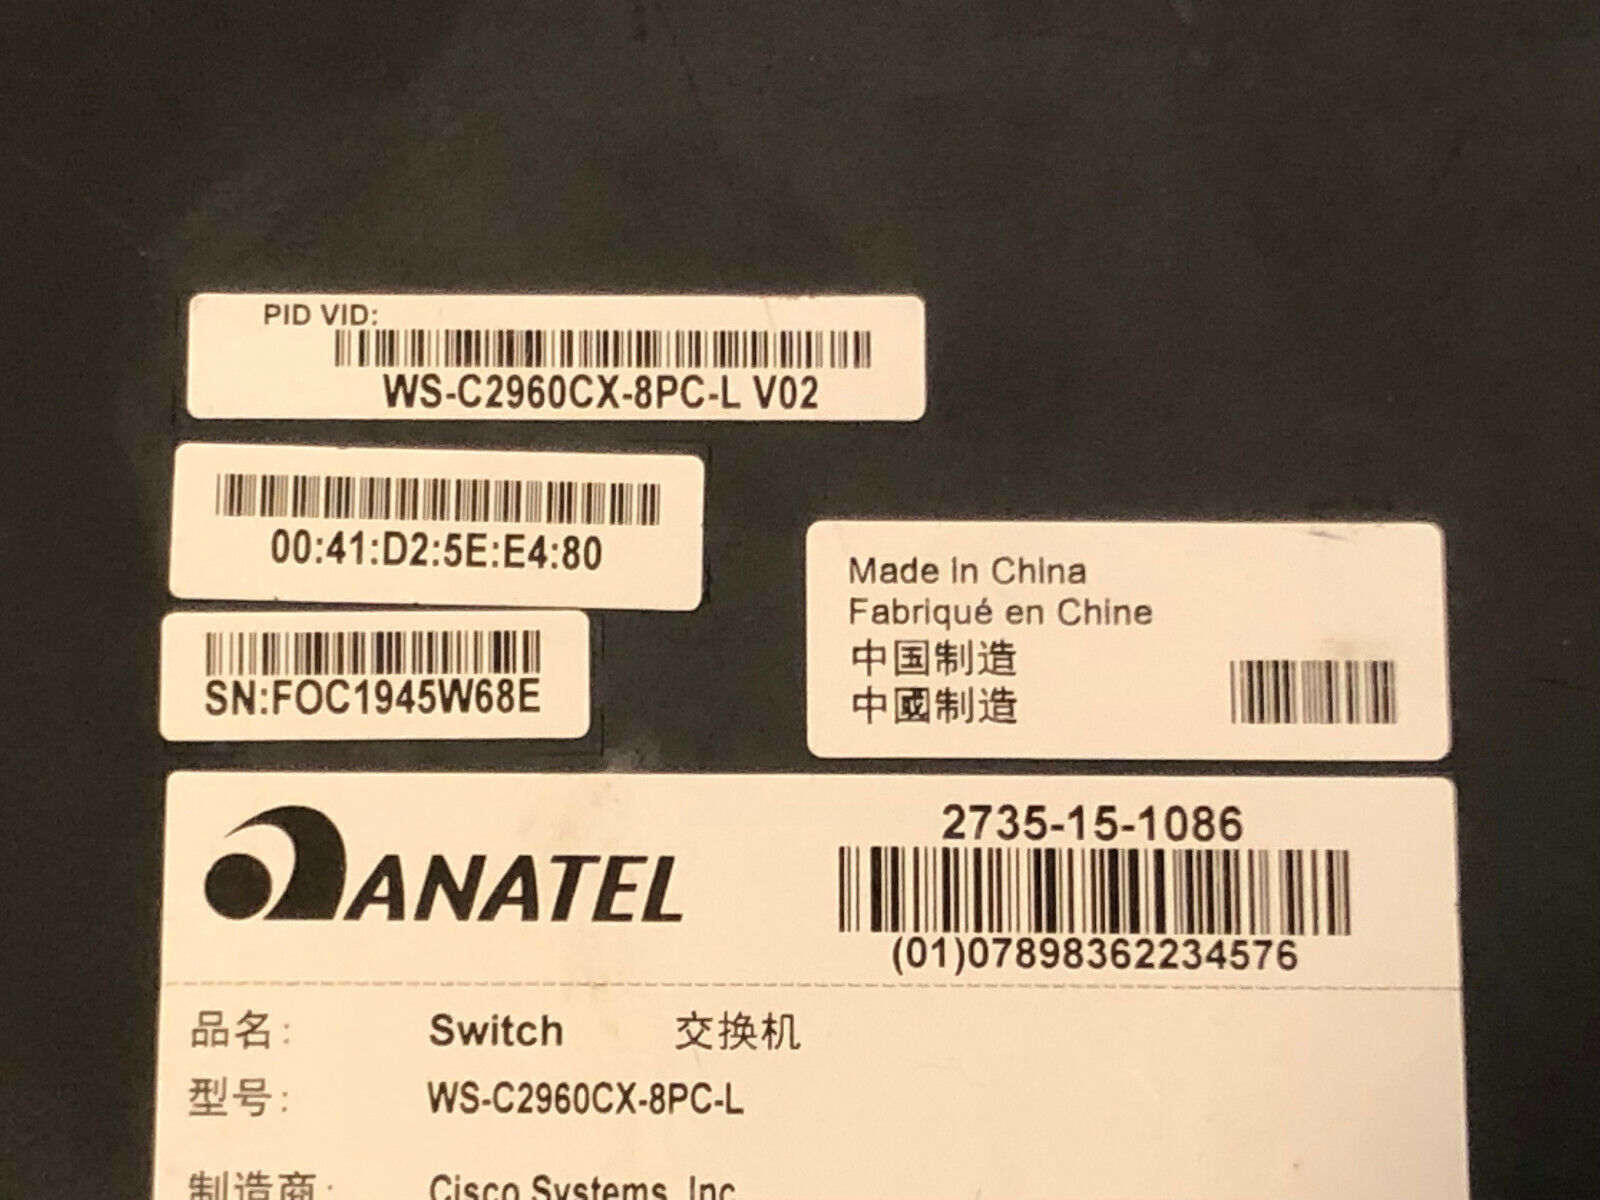 PID VID:
WS-C2960CX-8PC-L V02
00:41:D2:5E:E4:80
SN:FOC1945W68E
Made in China
Fabriqué en Chine
中国制造
中國制造
ANATEL
2735-15-1086
(01)07898362234576
品名: Switch 交换机
型号: WS-C2960CX-8PC-L
制造商: Cisco Systems, Inc.